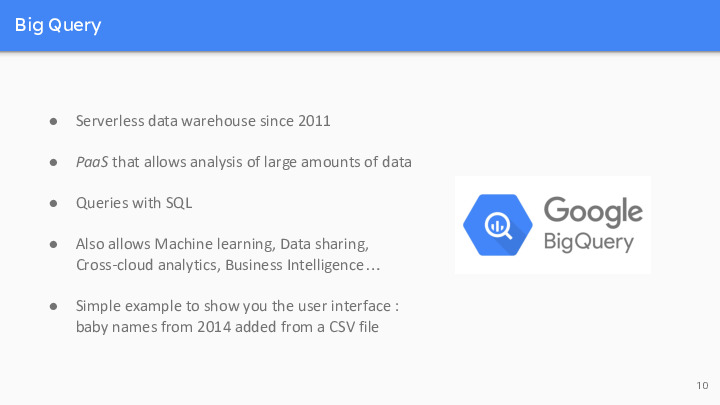 Big Query
● Serverless data warehouse since 2011
● PaaS that allows analysis of large amounts of data
● Queries with SQL
● Also allows Machine learning, Data sharing,
Cross-cloud analytics, Business Intelligence…
● Simple example to show you the user interface :
baby names from 2014 added from a CSV file
Google
BigQuery
10